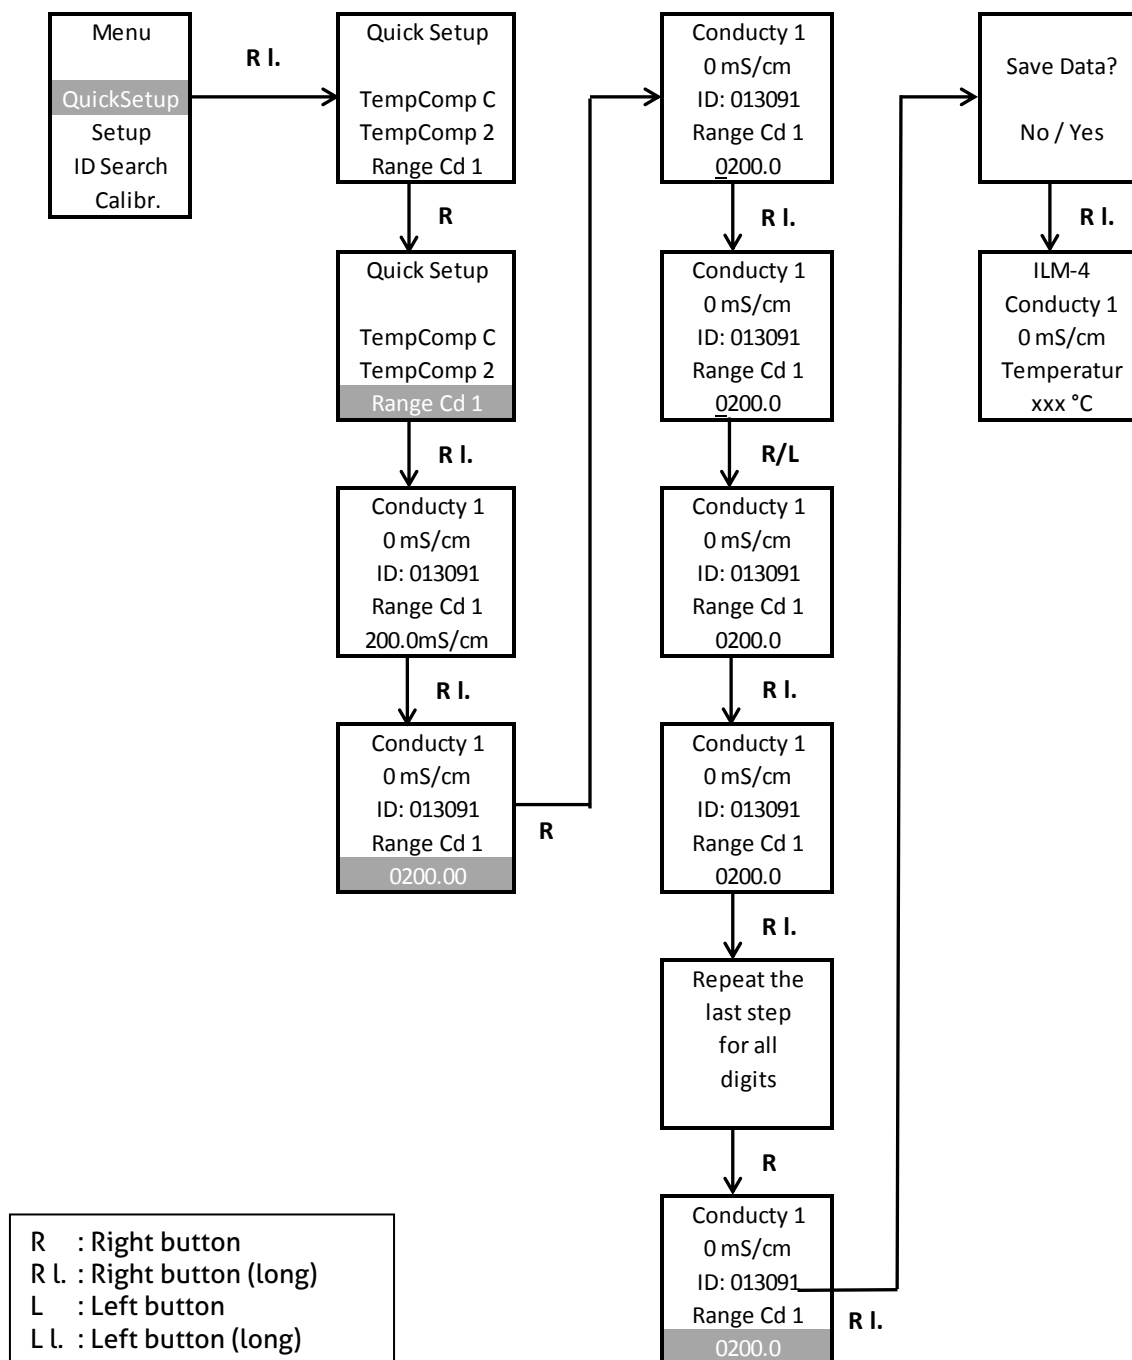 Menu
QuickSetup
Setup
ID Search
Calibr.
R l.
Quick Setup
TempComp C
TempComp 2
Range Cd 1
R
Quick Setup
TempComp C
TempComp 2
Range Cd 1
R l.
Conducty 1
0 mS/cm
ID: 013091
Range Cd 1
200.0mS/cm
R l.
Conducty 1
0 mS/cm
ID: 013091
Range Cd 1
0200.00
R
Conducty 1
0 mS/cm
ID: 013091
Range Cd 1
0200.0
R l.
Conducty 1
0 mS/cm
ID: 013091
Range Cd 1
0200.0
R/L
Conducty 1
0 mS/cm
ID: 013091
Range Cd 1
0200.0
R l.
Conducty 1
0 mS/cm
ID: 013091
Range Cd 1
0200.0
R l.
Repeat the
last step
for all
digits
R
Conducty 1
0 mS/cm
ID: 013091
Range Cd 1
0200.0
R l.
Save Data?
No / Yes
R l.
ILM-4
Conducty 1
0 mS/cm
Temperatur
xxx °C
R : Right button
R l. : Right button (long)
L : Left button
L l. : Left button (long)